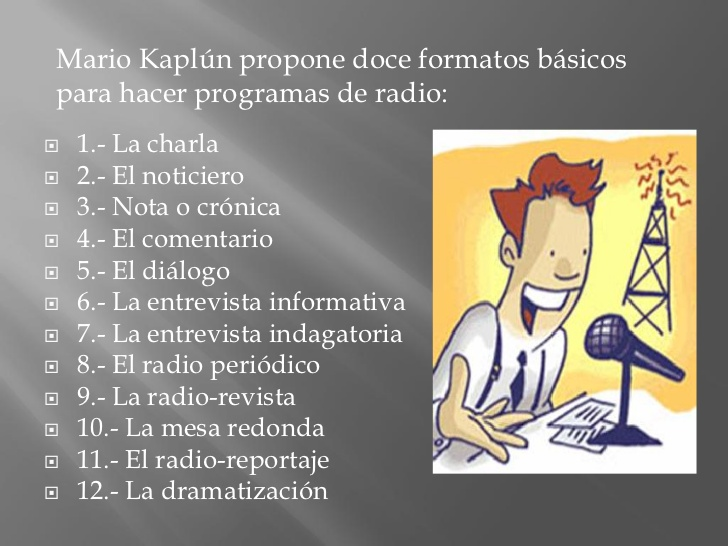 Mario Kaplún propone doce formatos básicos
para hacer programas de radio:
1.- La charla
2.- El noticiero
3.- Nota o crónica
4.- El comentario
5.- El diálogo
6.- La entrevista informativa
7.- La entrevista indagatoria
8.- El radio periódico
9.- La radio-revista
10.- La mesa redonda
11.- El radio-reportaje
12.- La dramatización